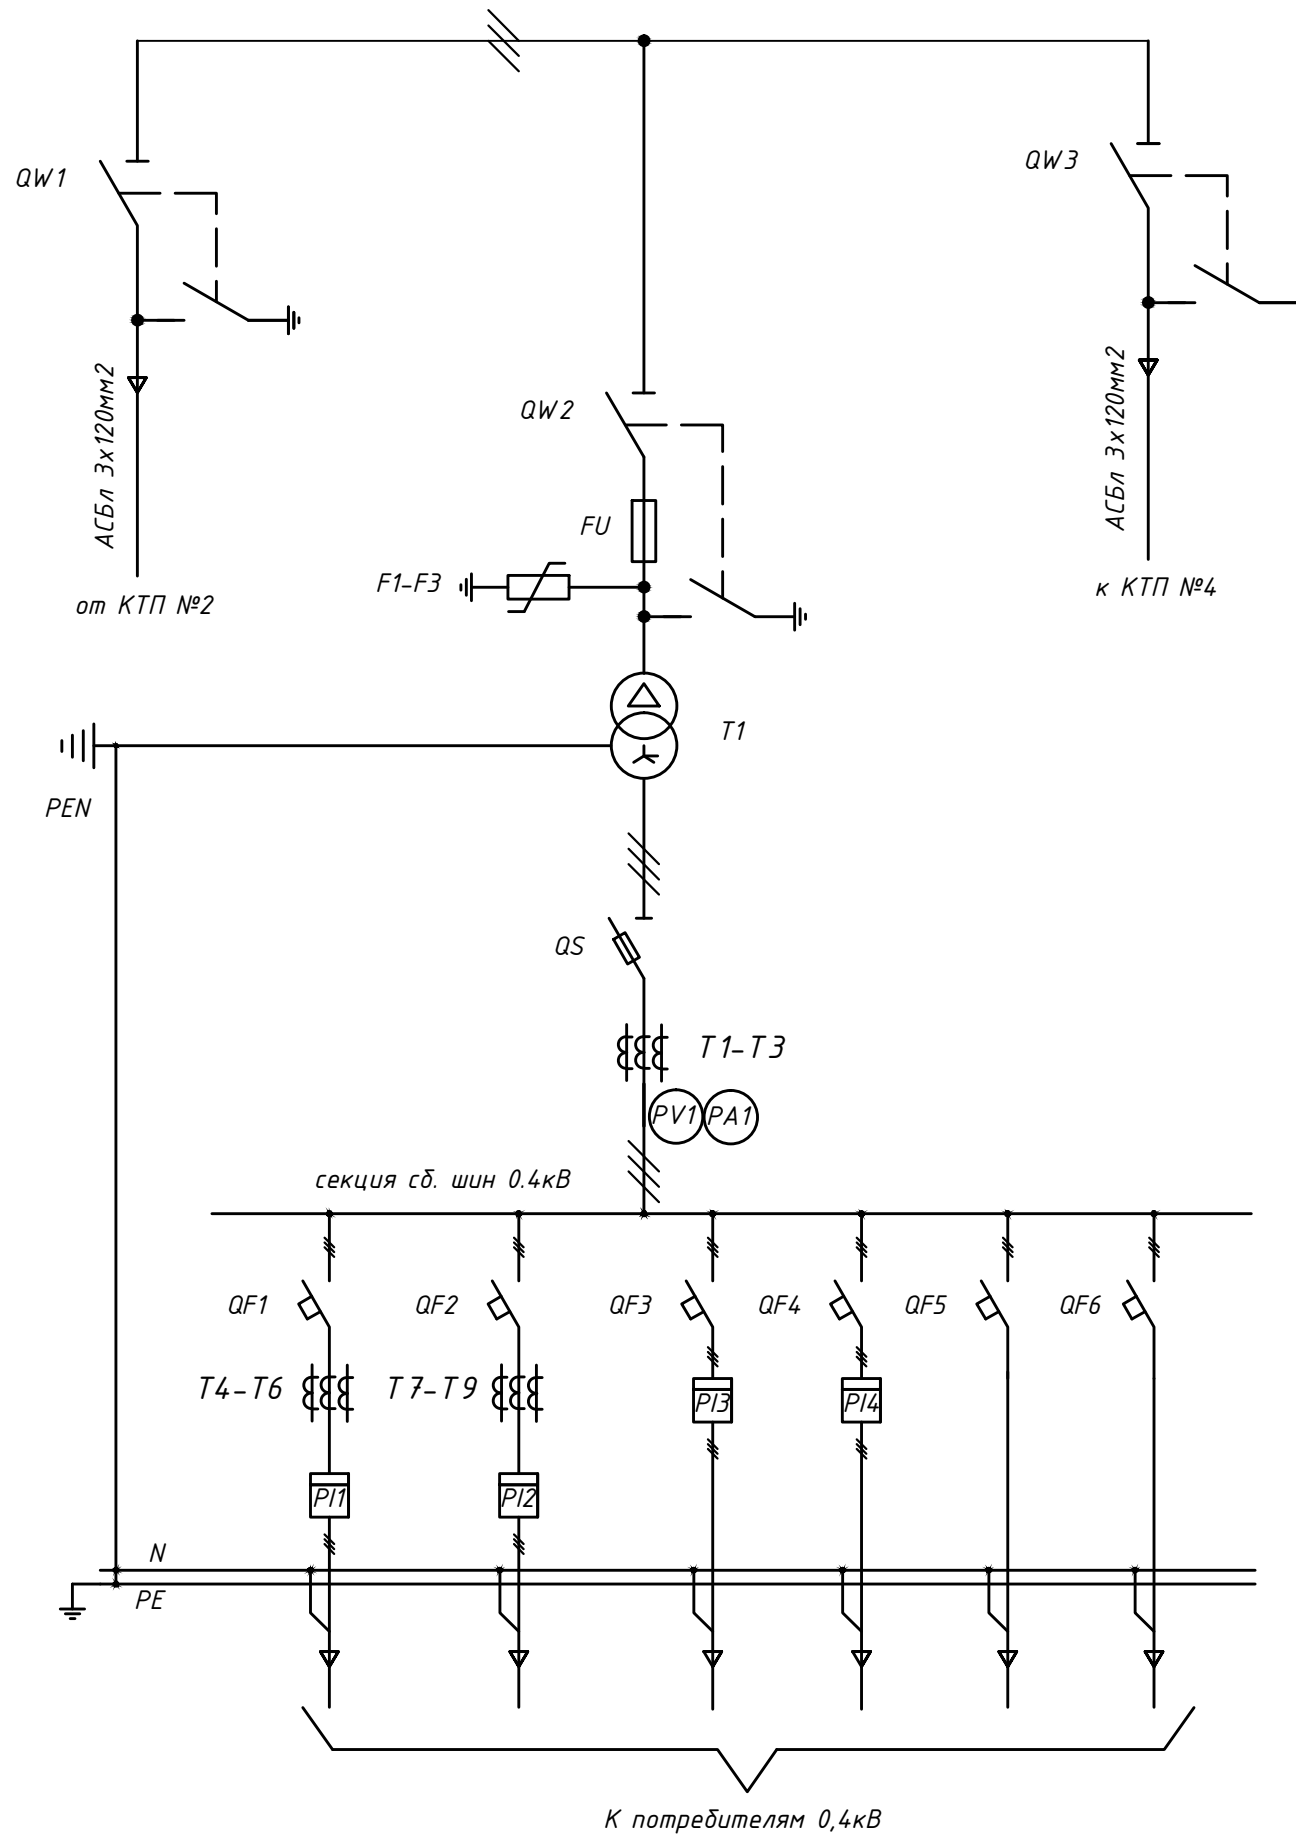 QW1
QW3
АСБл 3х120мм2
АСБл 3х120мм2
QW2
FU
F1-F3
от КТП №2
к КТП №4
T1
PEN
QS
T1-T3
PV1
PA1
секция сб. шин 0.4кВ
QF1
QF2
QF3
QF4
QF5
QF6
T4-T6
T7-T9
PI3
PI4
PI1
PI2
N
PE
К потребителям 0,4кВ